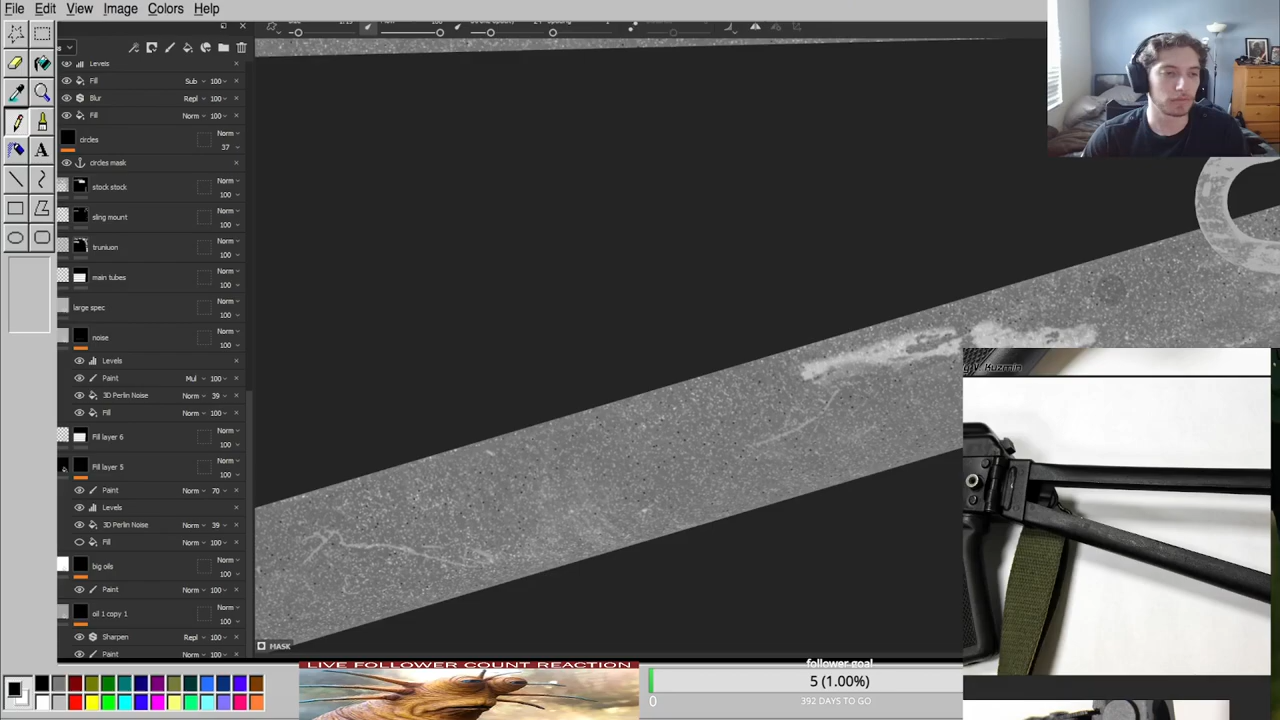 File Edit Image View Colors Help
Levels
Fill Sub 100
Blur Repl 100
Fill Norm 100
circles Norm 37
circles mask
stock stock Norm 100
sling mount Norm 100
truniuon Norm 100
main tubes Norm 100
large spec Norm 100
noise Norm 100
Levels
Paint Mul 100
3D Perlin Noise Norm 39
Fill Norm 100
Fill layer 6 Norm 100
Fill layer 5 Norm 100
Paint Norm 70
Levels
3D Perlin Noise Norm 39
Fill Norm 100
big oils Norm 100
Paint Norm 100
oil 1 copy 1 Norm 100
Sharpen Repl 100
Paint Norm 100
MASK
Kuzmin
LIVE FOLLOWER COUNT REACTION
follower goal
0 5 (1.00%)
392 DAYS TO GO